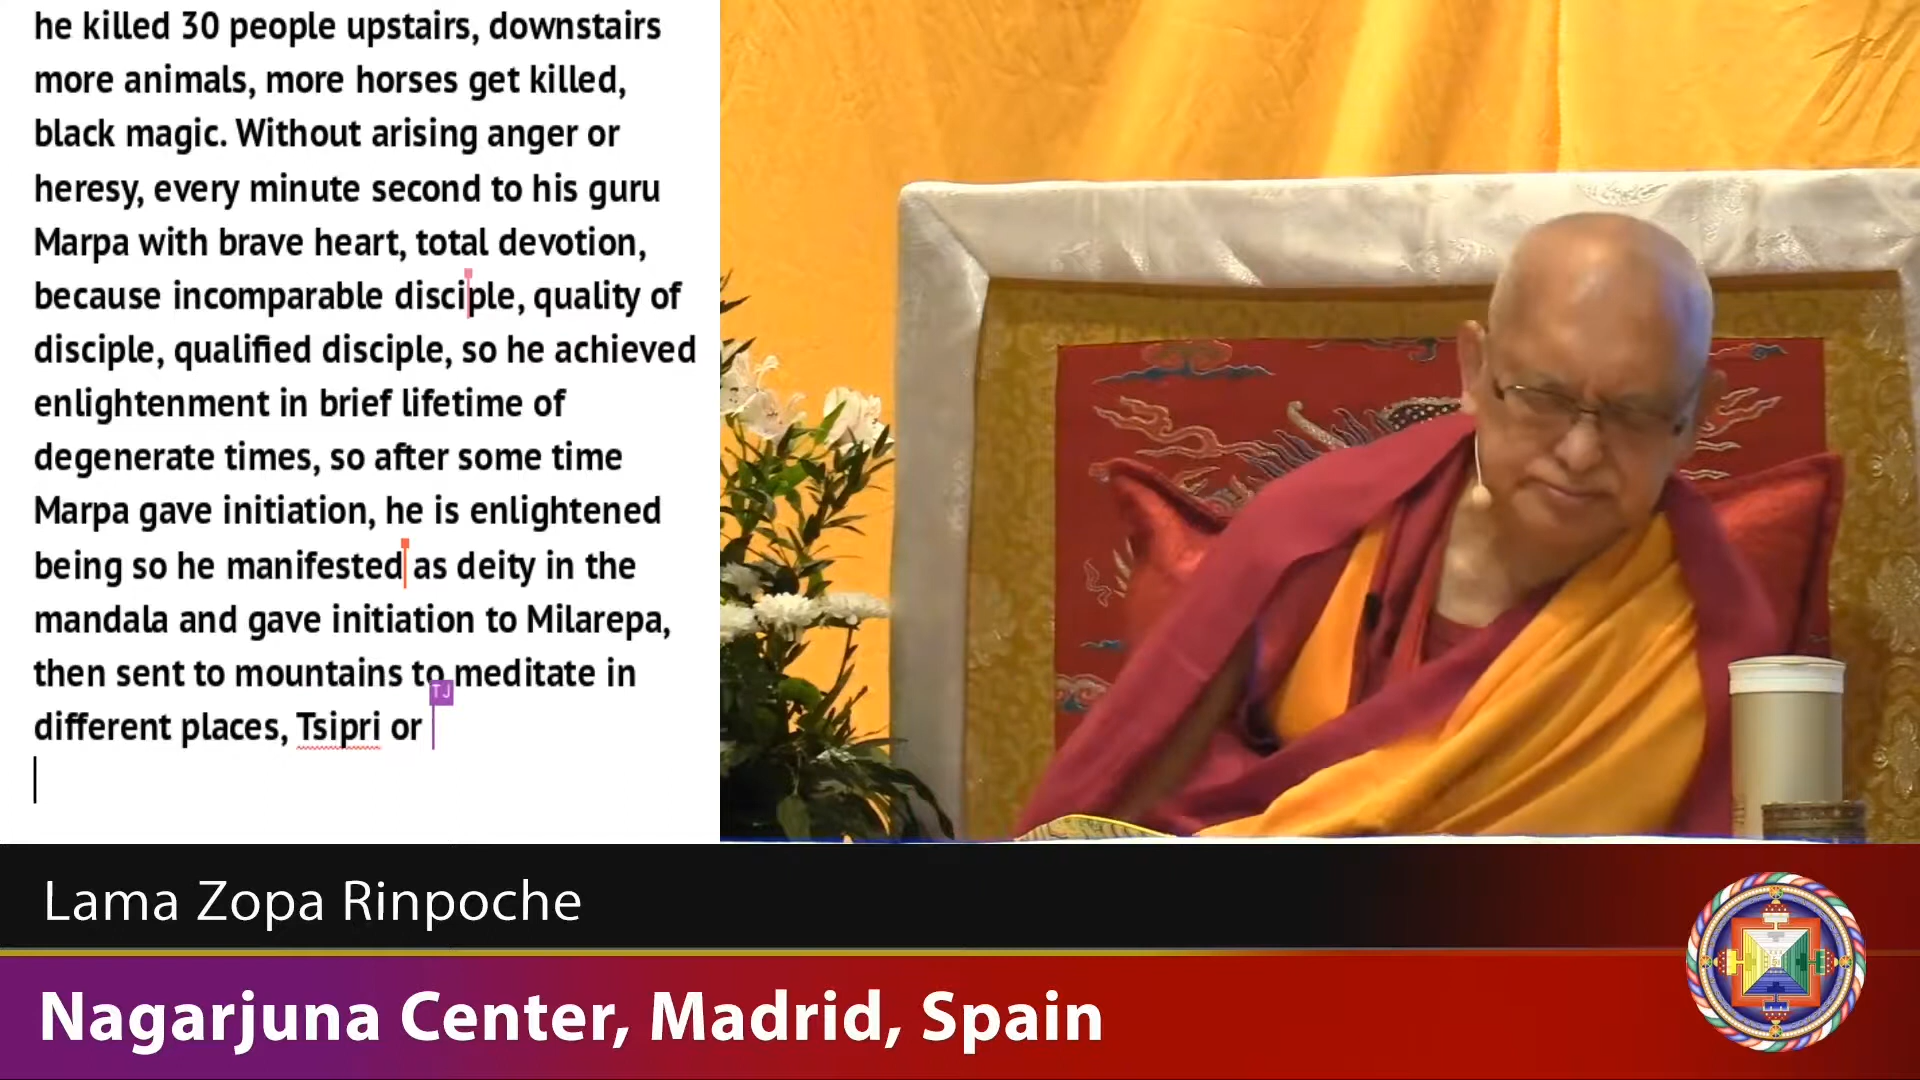 he killed 30 people upstairs, downstairs
more animals, more horses get killed,
black magic. Without arising anger or
heresy, every minute second to his guru
Marpa with brave heart, total devotion,
because incomparable disciple, quality of
disciple, qualified disciple, so he achieved
enlightenment in brief lifetime of
degenerate times, so after some time
Marpa gave initiation, he is enlightened
being so he manifested as deity in the
mandala and gave initiation to Milarepa,
then sent to mountains to meditate in
TJ
different places, Tsipri or
Lama Zopa Rinpoche
Nagarjuna Center, Madrid, Spain